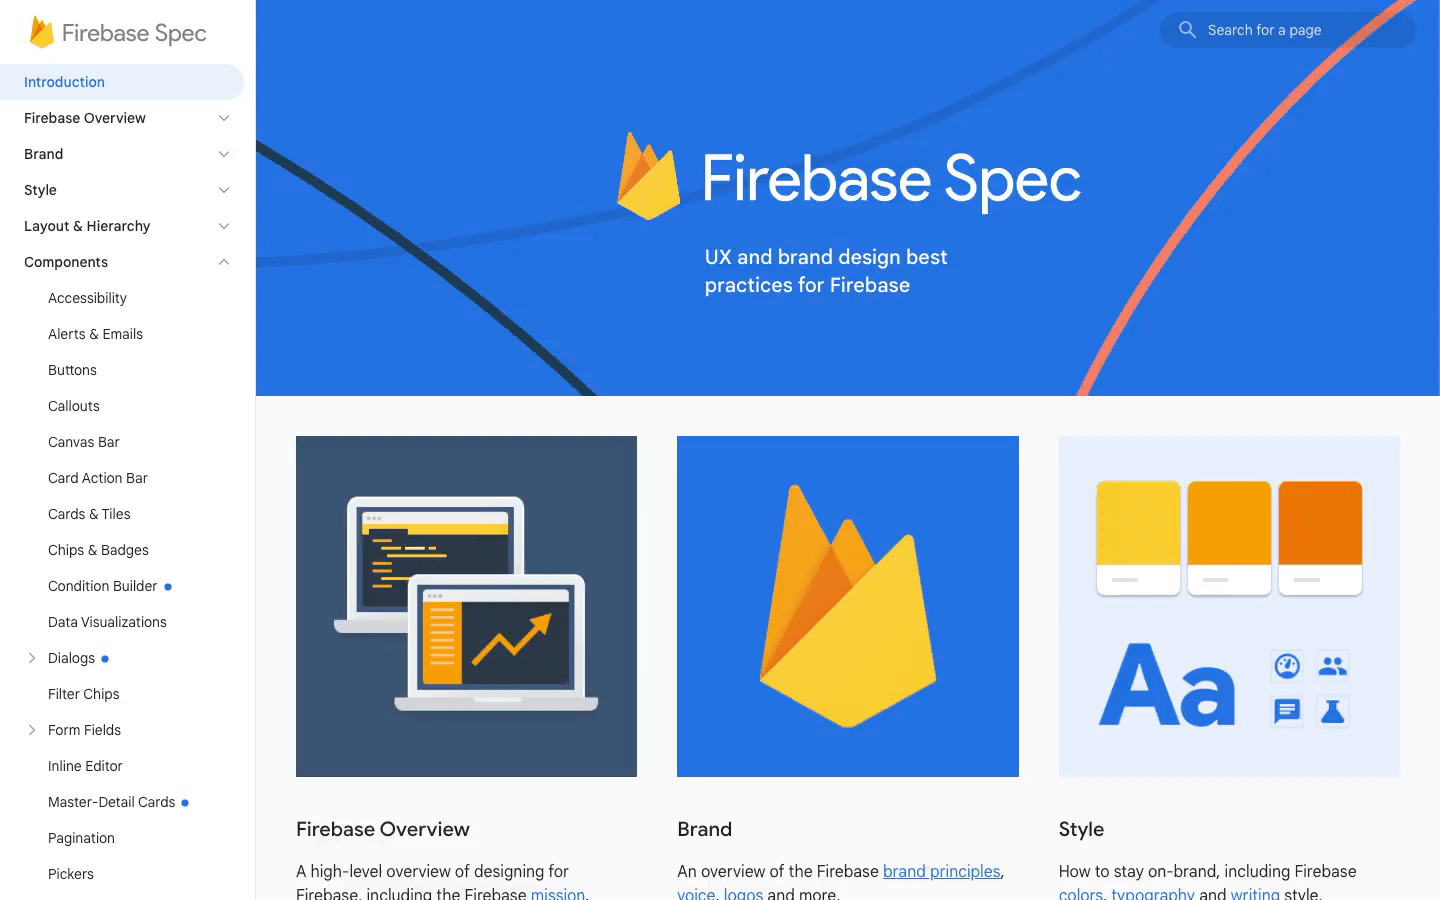 Firebase Spec
Introduction
Firebase Overview
Brand
Style
Layout & Hierarchy
Components
Accessibility
Alerts & Emails
Buttons
Callouts
Canvas Bar
Card Action Bar
Cards & Tiles
Chips & Badges
Condition Builder
Data Visualizations
Dialogs
Filter Chips
Form Fields
Inline Editor
Master-Detail Cards
Pagination
Pickers
Search for a page
Firebase Spec
UX and brand design best
practices for Firebase
Aa
Firebase Overview
A high-level overview of designing for
Firebase, including the Firebase mission,
Brand
An overview of the Firebase brand principles,
voice, logos and more.
Style
How to stay on-brand, including Firebase
colors, typography and writing style.